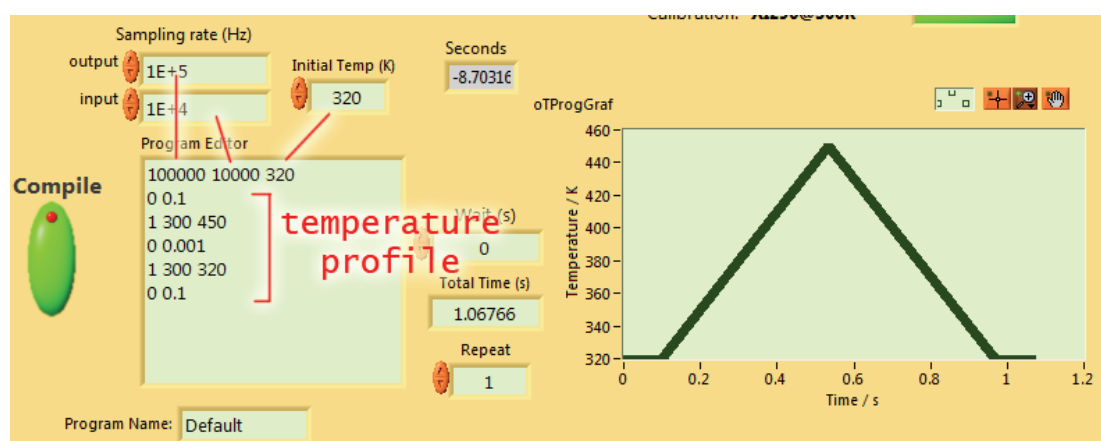 Sampling rate (Hz)
output 1E+5
input 1E+4
Initial Temp (K)
320
Seconds
-8.70316
Program Editor
100000 10000 320
0 0.1
1 300 450
0 0.001
1 300 320
0 0.1
temperature
profile
Compile
Wait (s)
0
Total Time (s)
1.06766
Repeat
1
Program Name: Default
oTProgGraf
Temperature / K
460
440
420
400
380
360
340
320
0 0.2 0.4 0.6 0.8 1 1.2
Time / s